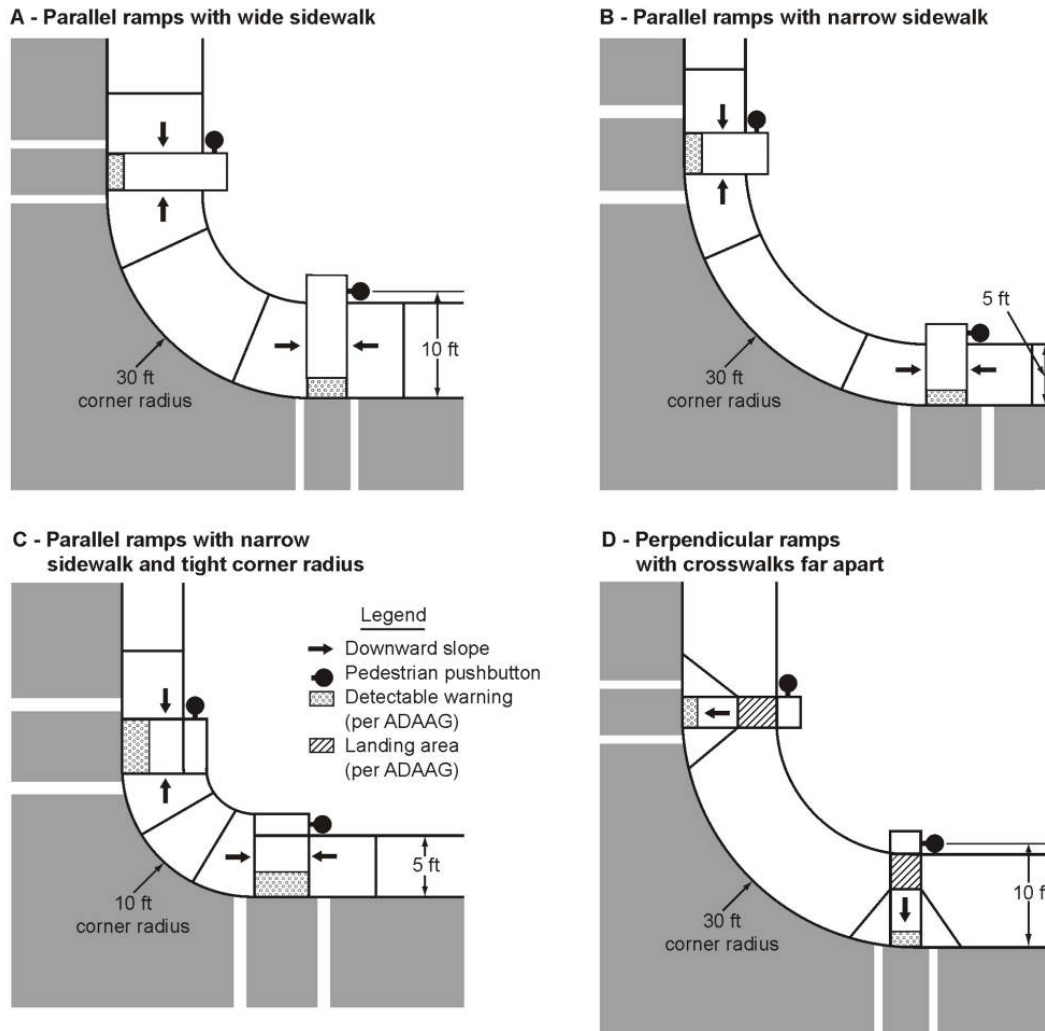 A - Parallel ramps with wide sidewalk
30 ft
corner radius
10 ft
B - Parallel ramps with narrow sidewalk
30 ft
corner radius
5 ft
C - Parallel ramps with narrow
sidewalk and tight corner radius
Legend
Downward slope
Pedestrian pushbutton
Detectable warning
(per ADAAG)
Landing area
(per ADAAG)
10 ft
corner radius
5 ft
D - Perpendicular ramps
with crosswalks far apart
30 ft
corner radius
10 f